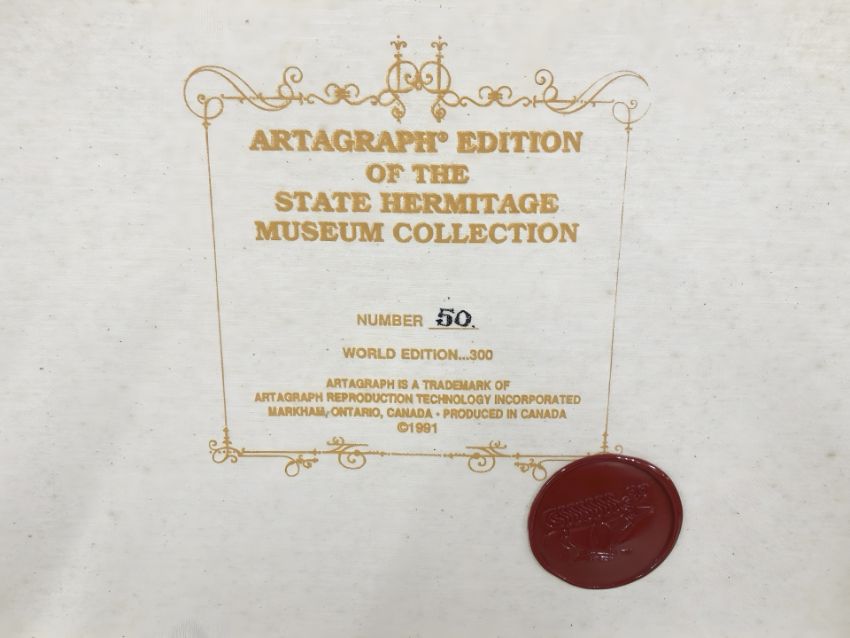 ARTAGRAPH® EDITION
OF THE
STATE HERMITAGE
MUSEUM COLLECTION
NUMBER 50.
WORLD EDITION...300
ARTAGRAPH IS A TRADEMARK OF
ARTAGRAPH REPRODUCTION TECHNOLOGY INCORPORATED
MARKHAM, ONTARIO, CANADA • PRODUCED IN CANADA
©1991